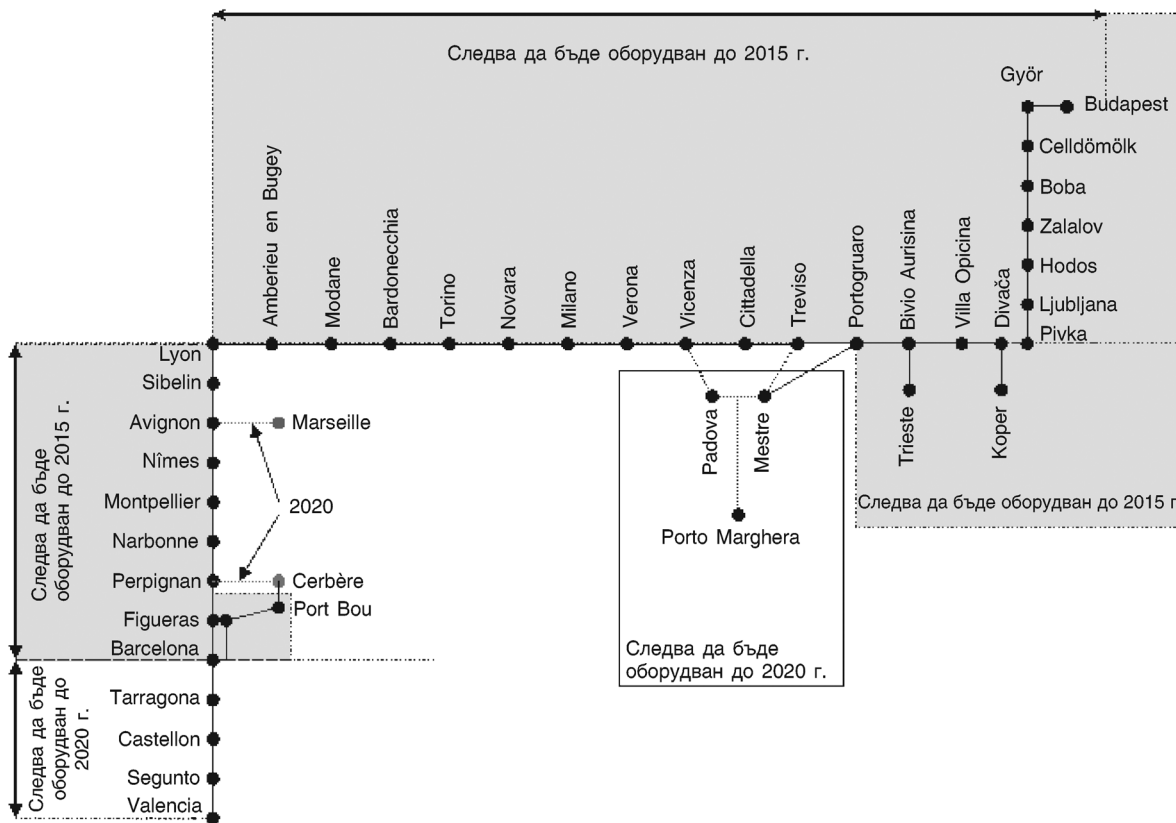 Следва да бъде оборудван до 2015 г.
Györ
Budapest
Celldömölk
Boba
Zalalov
Hodos
Ljubljana
Pivka
Amberieu en Bugey
Modane
Bardonecchia
Torino
Novara
Milano
Verona
Vicenza
Cittadella
Treviso
Portogruaro
Bivio Aurisina
Villa Opicina
Divača
Lyon
Sibelin
Avignon
Marseille
Nîmes
Montpellier
2020
Narbonne
Perpignan
Cerbère
Port Bou
Figueras
Barcelona
Tarragona
Castellon
Segunto
Valencia
Следва да бъде
оборудван до 2015 г.
Следва да бъде
оборудван до
2020 г.
Padova
Mestre
Porto Marghera
Следва да бъде
оборудван до 2020 г.
Trieste
Koper
Следва да бъде оборудван до 2015 г